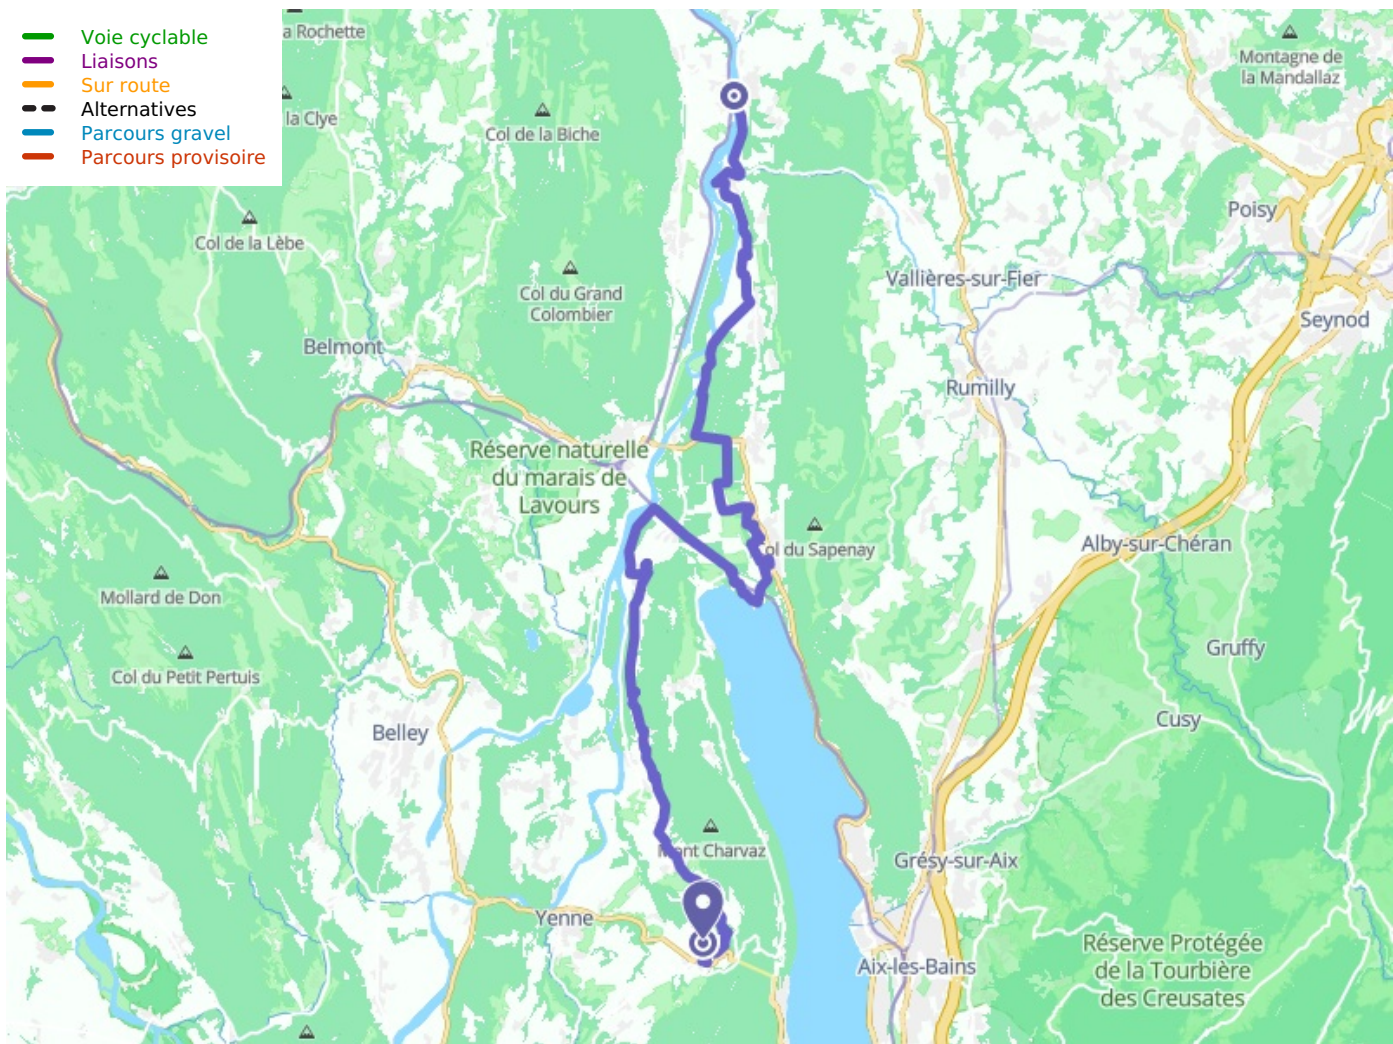 Voie cyclable
Liaisons
Sur route
Alternatives
Parcours gravel
Parcours provisoire
a Rochette
la Clye
Col de la Biche
Montagne de
la Mandallaz
Col de la Lèbe
Poisy
Col du Grand
Colombier
Vallières-sur-Fier
Seynod
Belmont
Rumilly
Réserve naturelle
du marais de
Lavours
ol du Sapenay
Alby-sur-Chéran
Mollard de Don
Gruffy
Col du Petit Pertuis
Cusy
Belley
Mont Charvaz
Grésy-sur-Aix
Yenne
Réserve Protégée
de la Tourbière
des Creusates
Aix-les-Bains